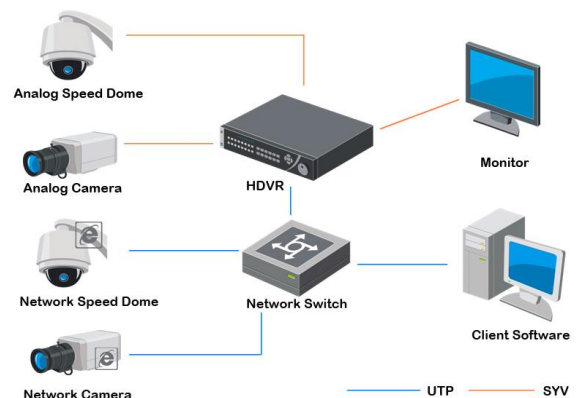 Analog Speed Dome
Analog Camera
HDVR
Monitor
Network Speed Dome
Network Switch
Client Software
Network Camera
UTP
SYV